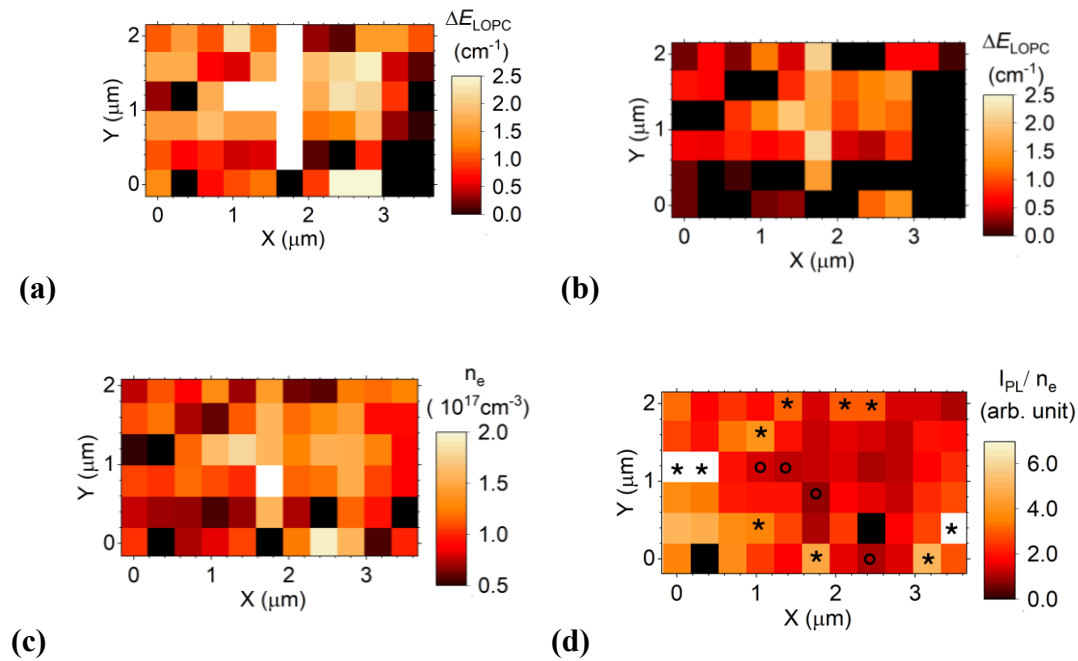 ΔE_LOPC
(cm⁻¹)
2
1
0
Y (μm)
0 1 2 3
X (μm)
2.5
2.0
1.5
1.0
0.5
0.0
(a)
ΔE_LOPC
(cm⁻¹)
2
1
0
Y (μm)
0 1 2 3
X (μm)
2.5
2.0
1.5
1.0
0.5
0.0
(b)
n_e
( 10¹⁷cm⁻³)
2
1
0
Y (μm)
0 1 2 3
X (μm)
2.0
1.5
1.0
0.5
(c)
I_PL/ n_e
(arb. unit)
2
1
0
Y (μm)
0 1 2 3
X (μm)
6.0
4.0
2.0
0.0
(d)